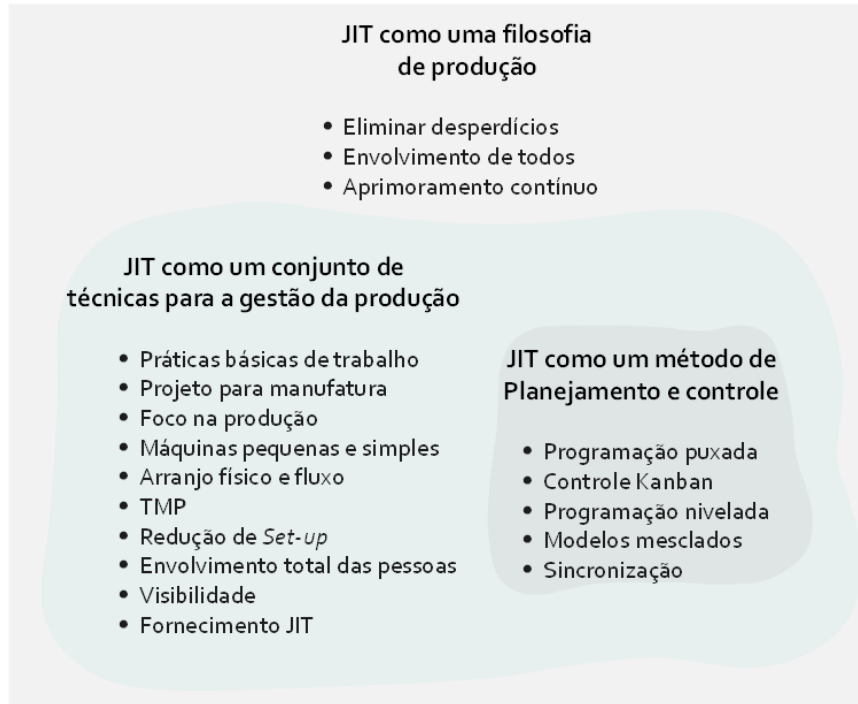 JIT como uma filosofia
de produção
• Eliminar desperdícios
• Envolvimento de todos
• Aprimoramento contínuo
JIT como um conjunto de
técnicas para a gestão da produção
• Práticas básicas de trabalho
• Projeto para manufatura
• Foco na produção
• Máquinas pequenas e simples
• Arranjo físico e fluxo
• TMP
• Redução de Set-up
• Envolvimento total das pessoas
• Visibilidade
• Fornecimento JIT
JIT como um método de
Planejamento e controle
• Programação puxada
• Controle Kanban
• Programação nivelada
• Modelos mesclados
• Sincronização